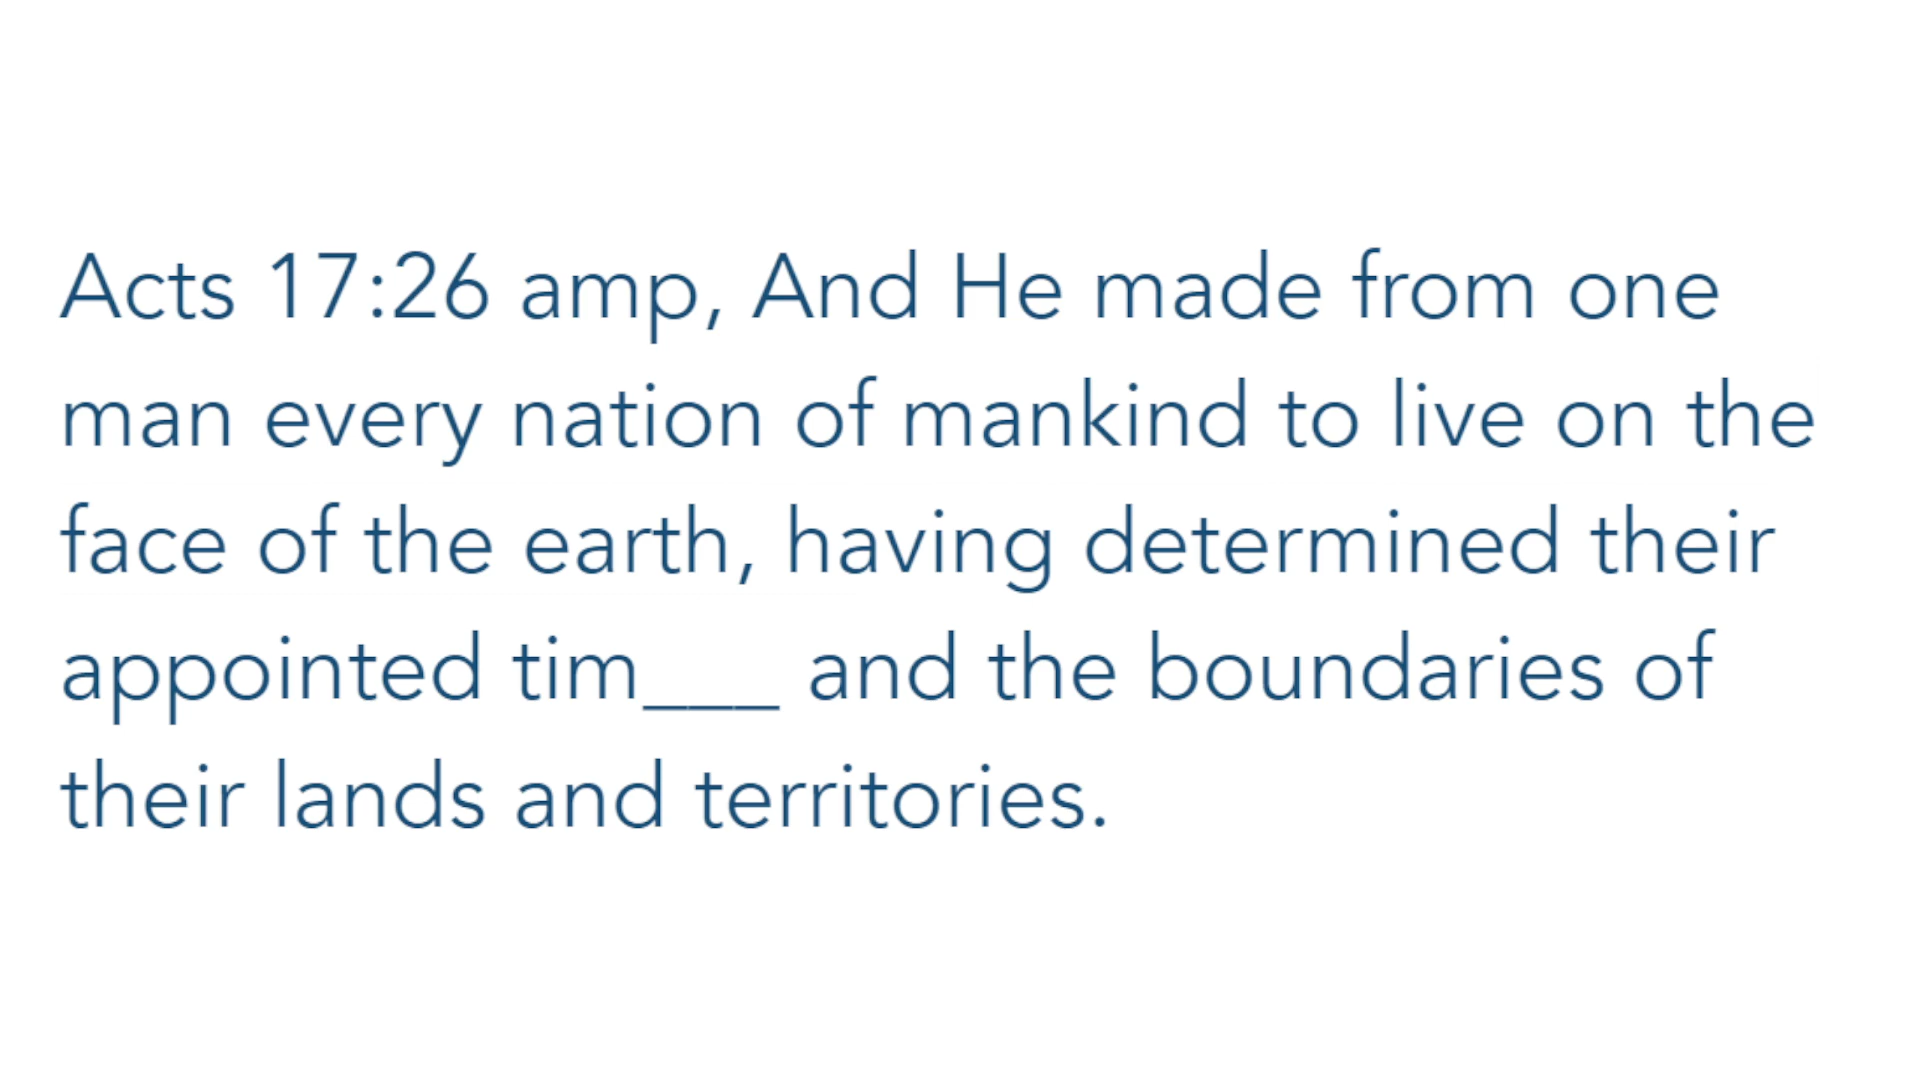 Acts 17:26 amp, And He made from one
man every nation of mankind to live on the
face of the earth, having determined their
appointed tim___ and the boundaries of
their lands and territories.